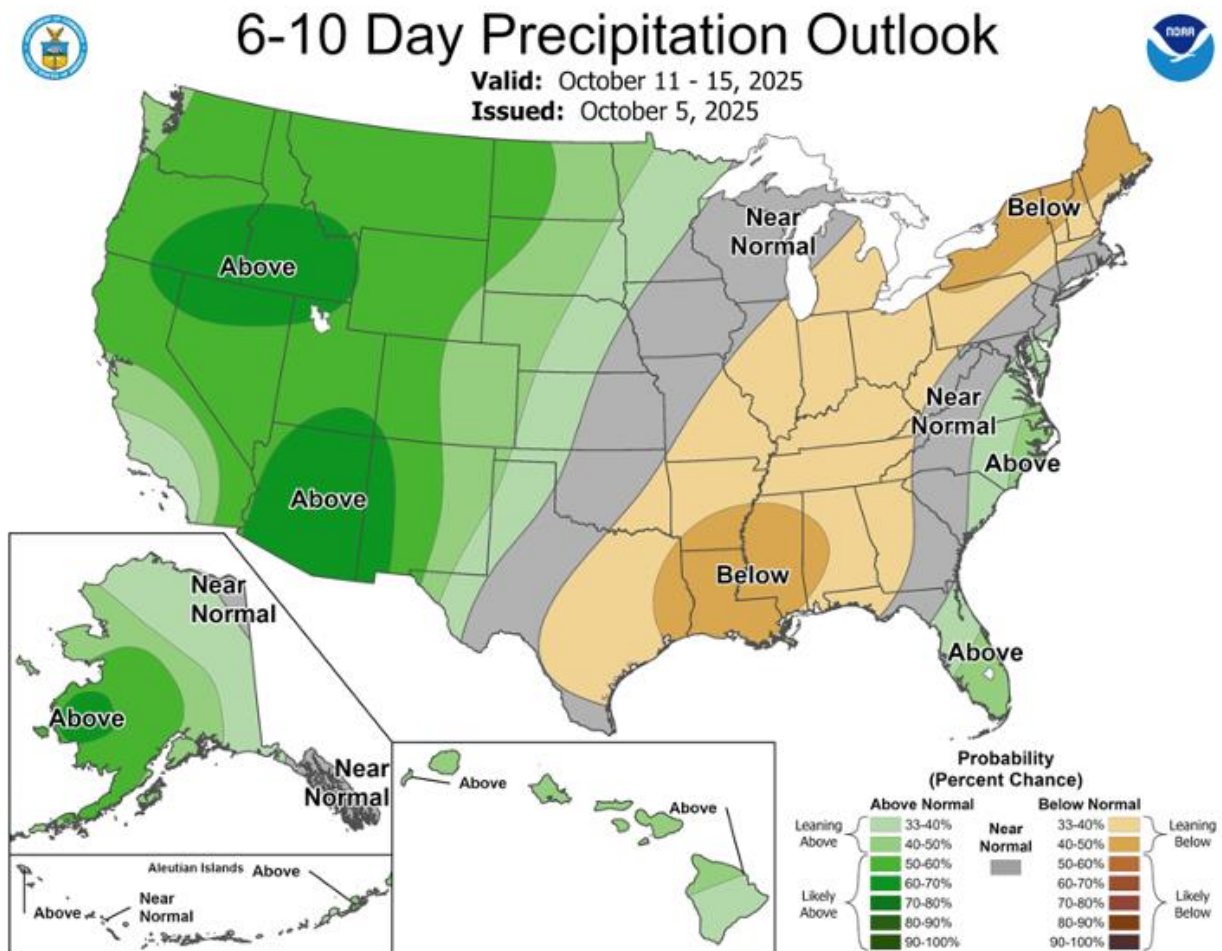 6-10 Day Precipitation Outlook
Valid: October 11 - 15, 2025
Issued: October 5, 2025
NOAA
Above
Near
Normal
Below
Near
Normal
Above
Above
Below
Above
Near
Normal
Above
Near
Normal
Aleutian Islands
Above
Above
Near
Normal
Above
Above
Probability
(Percent Chance)
Above Normal
Below Normal
Leaning
Above
Likely
Above
33-40%
40-50%
50-60%
60-70%
70-80%
80-90%
90-100%
Near
Normal
33-40%
40-50%
50-60%
60-70%
70-80%
80-90%
90-100%
Leaning
Below
Likely
Below